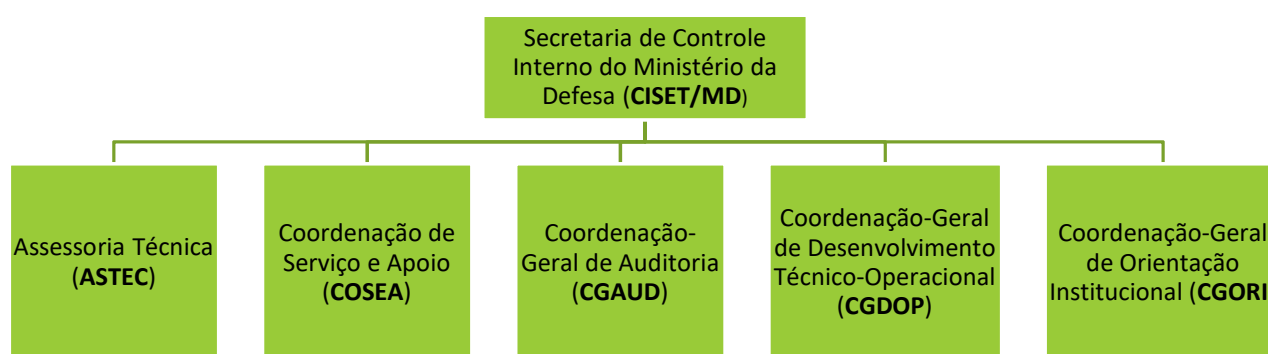 Secretaria de Controle
Interno do Ministério da
Defesa (CISET/MD)
Assessoria Técnica
(ASTEC)
Coordenação de
Serviço e Apoio
(COSEA)
Coordenação-
Geral de Auditoria
(CGAUD)
Coordenação-Geral
de Desenvolvimento
Técnico-Operacional
(CGDOP)
Coordenação-Geral
de Orientação
Institucional (CGORI